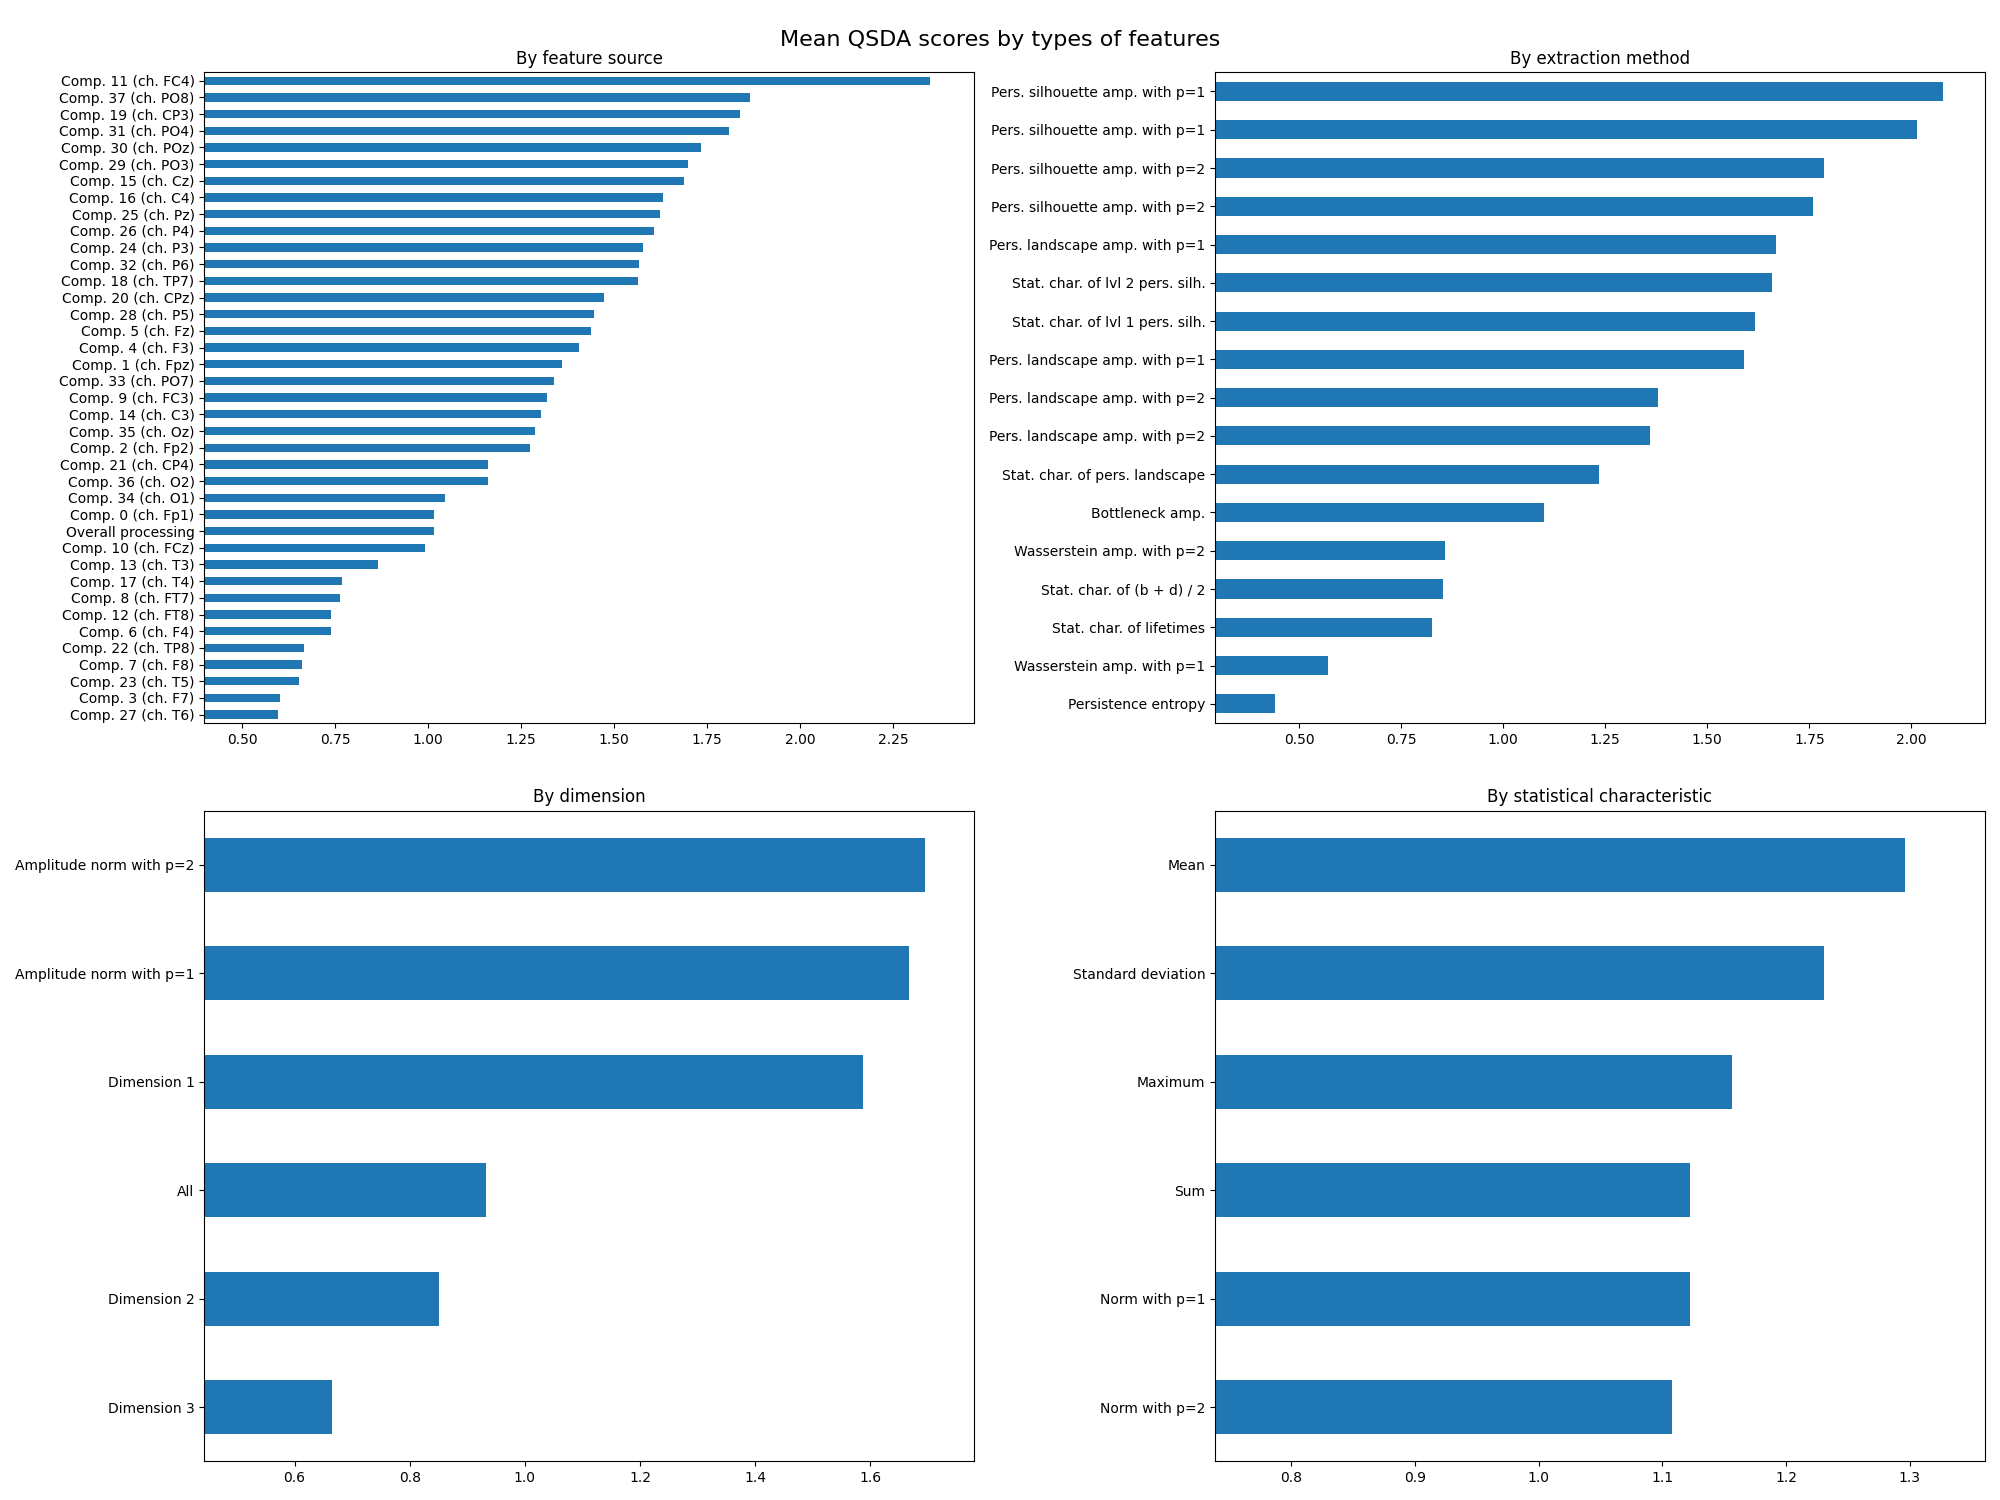 Mean QSDA scores by types of features
By feature source
Comp. 11 (ch. FC4)
Comp. 37 (ch. PO8)
Comp. 19 (ch. CP3)
Comp. 31 (ch. PO4)
Comp. 30 (ch. POz)
Comp. 29 (ch. PO3)
Comp. 15 (ch. Cz)
Comp. 16 (ch. C4)
Comp. 25 (ch. Pz)
Comp. 26 (ch. P4)
Comp. 24 (ch. P3)
Comp. 32 (ch. P6)
Comp. 18 (ch. TP7)
Comp. 20 (ch. CPz)
Comp. 28 (ch. P5)
Comp. 5 (ch. Fz)
Comp. 4 (ch. F3)
Comp. 1 (ch. Fpz)
Comp. 33 (ch. PO7)
Comp. 9 (ch. FC3)
Comp. 14 (ch. C3)
Comp. 35 (ch. Oz)
Comp. 2 (ch. Fp2)
Comp. 21 (ch. CP4)
Comp. 36 (ch. O2)
Comp. 34 (ch. O1)
Comp. 0 (ch. Fp1)
Overall processing
Comp. 10 (ch. FCz)
Comp. 13 (ch. T3)
Comp. 17 (ch. T4)
Comp. 8 (ch. FT7)
Comp. 12 (ch. FT8)
Comp. 6 (ch. F4)
Comp. 22 (ch. TP8)
Comp. 7 (ch. F8)
Comp. 23 (ch. T5)
Comp. 3 (ch. F7)
Comp. 27 (ch. T6)
0.50 0.75 1.00 1.25 1.50 1.75 2.00 2.25
By extraction method
Pers. silhouette amp. with p=1
Pers. silhouette amp. with p=1
Pers. silhouette amp. with p=2
Pers. silhouette amp. with p=2
Pers. landscape amp. with p=1
Stat. char. of lvl 2 pers. silh.
Stat. char. of lvl 1 pers. silh.
Pers. landscape amp. with p=1
Pers. landscape amp. with p=2
Pers. landscape amp. with p=2
Stat. char. of pers. landscape
Bottleneck amp.
Wasserstein amp. with p=2
Stat. char. of (b + d) / 2
Stat. char. of lifetimes
Wasserstein amp. with p=1
Persistence entropy
0.50 0.75 1.00 1.25 1.50 1.75 2.00
By dimension
Amplitude norm with p=2
Amplitude norm with p=1
Dimension 1
All
Dimension 2
Dimension 3
0.6 0.8 1.0 1.2 1.4 1.6
By statistical characteristic
Mean
Standard deviation
Maximum
Sum
Norm with p=1
Norm with p=2
0.8 0.9 1.0 1.1 1.2 1.3